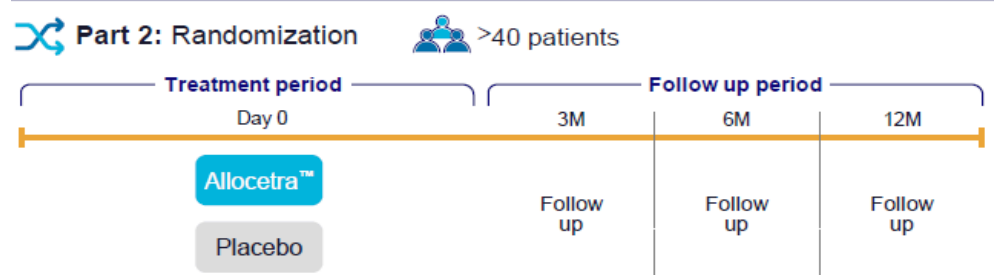 Part 2: Randomization
>40 patients
Treatment period
Follow up period
Day 0
3M
6M
12M
Allocetra™
Placebo
Follow
up
Follow
up
Follow
up